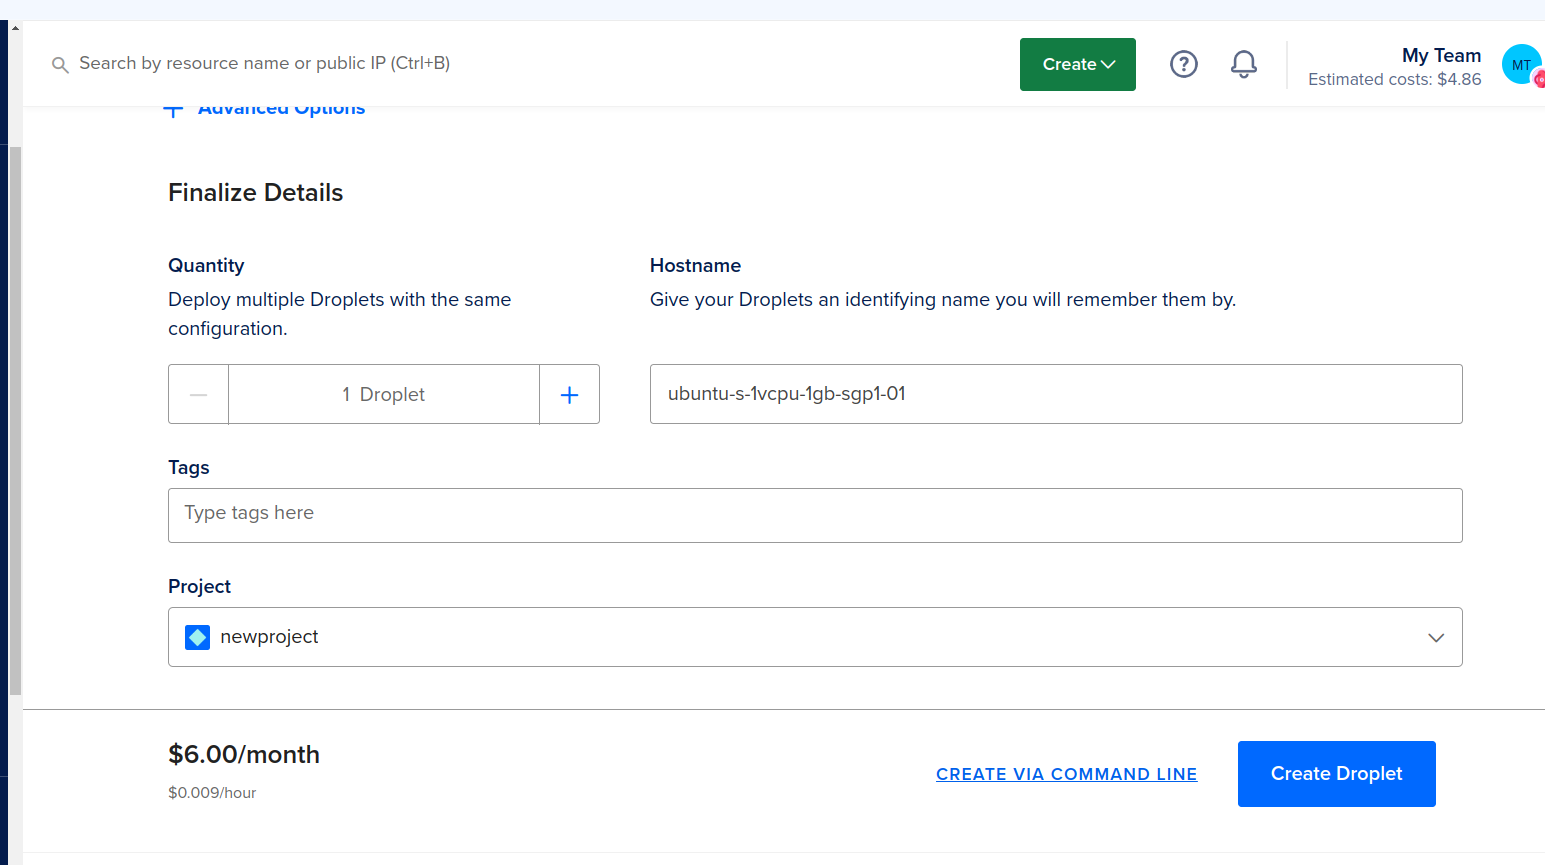 Search by resource name or public IP (Ctrl+B)
Create
My Team
Estimated costs: $4.86
MT
Advanced Options
Finalize Details
Quantity
Deploy multiple Droplets with the same
configuration.
1 Droplet
Hostname
Give your Droplets an identifying name you will remember them by.
ubuntu-s-1vcpu-1gb-sgp1-01
Tags
Type tags here
Project
newproject
$6.00/month
$0.009/hour
CREATE VIA COMMAND LINE
Create Droplet